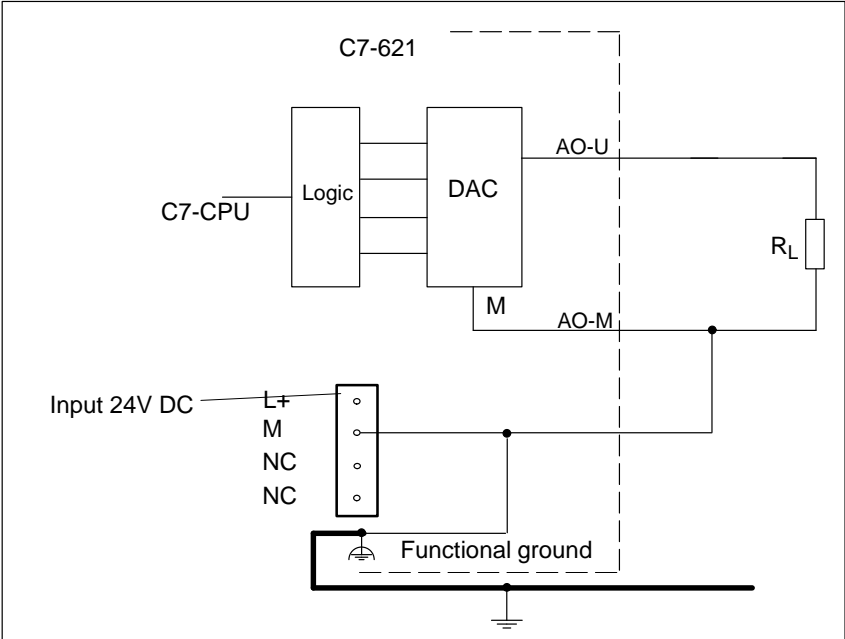 C7-621
AO-U
Logic
DAC
C7-CPU
RL
M
AO-M
Input 24V DC
L+
M
NC
NC
Functional ground